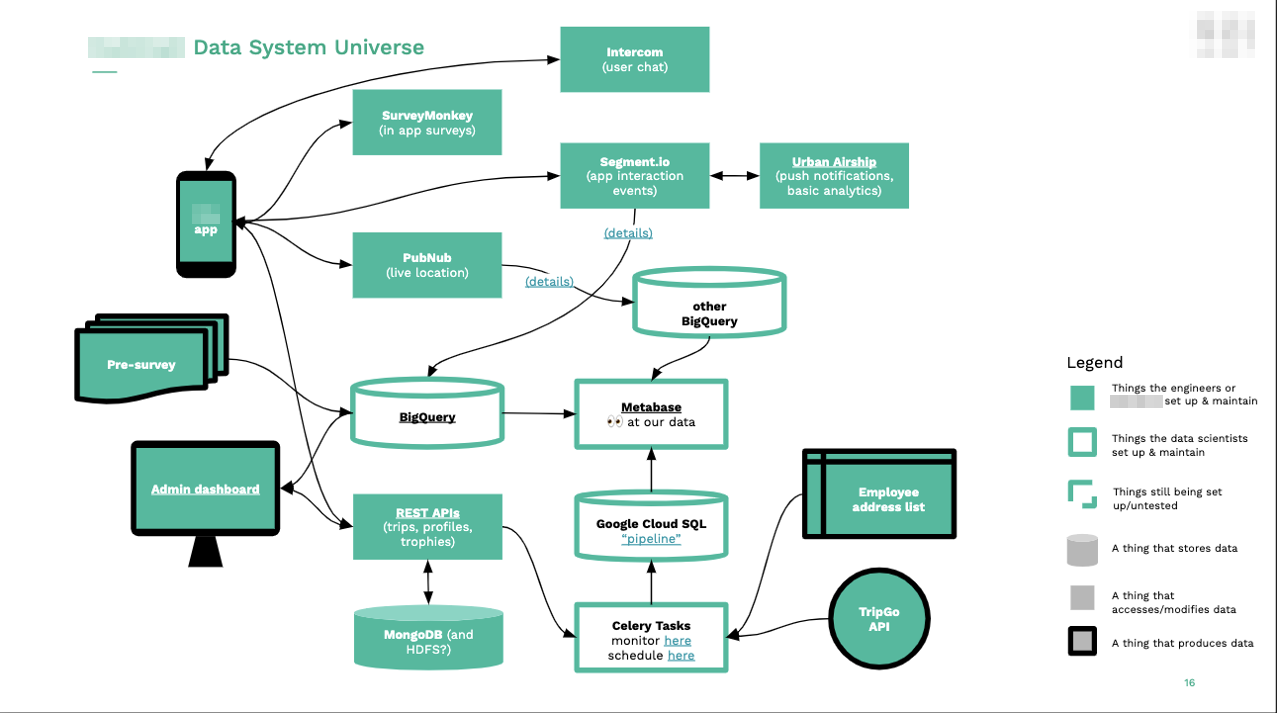 Data System Universe
Intercom
(user chat)
SurveyMonkey
(in app surveys)
Segment.io
(app interaction
events)
Urban Airship
(push notifications,
basic analytics)
app
(details)
PubNub
(live location)
(details)
other
BigQuery
Pre-survey
BigQuery
Metabase
👀 at our data
Admin dashboard
REST APIs
(trips, profiles,
trophies)
Google Cloud SQL
“pipeline”
Employee
address list
MongoDB (and
HDFS?)
Celery Tasks
monitor here
schedule here
TripGo
API
Legend
Things the engineers or
set up & maintain
Things the data scientists
set up & maintain
Things still being set
up/untested
A thing that stores data
A thing that
accesses/modifies data
A thing that produces data
16